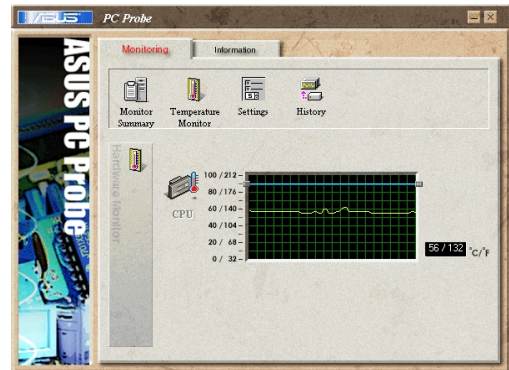 ASUS PC Probe
Monitoring Information
Monitor Summary
Temperature Monitor
Settings
History
ASUS PC Probe
Hardware Monitor
CPU
100 / 212
80 / 176
60 / 140
40 / 104
20 / 68
0 / 32
56 / 132 °C/°F